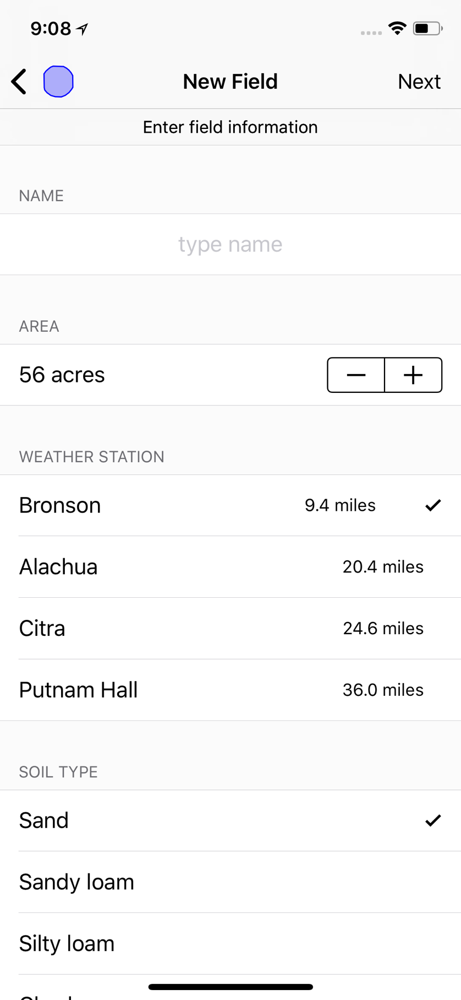 9:08
New Field
Next
Enter field information
NAME
type name
AREA
56 acres
WEATHER STATION
Bronson 9.4 miles
Alachua 20.4 miles
Citra 24.6 miles
Putnam Hall 36.0 miles
SOIL TYPE
Sand
Sandy loam
Silty loam